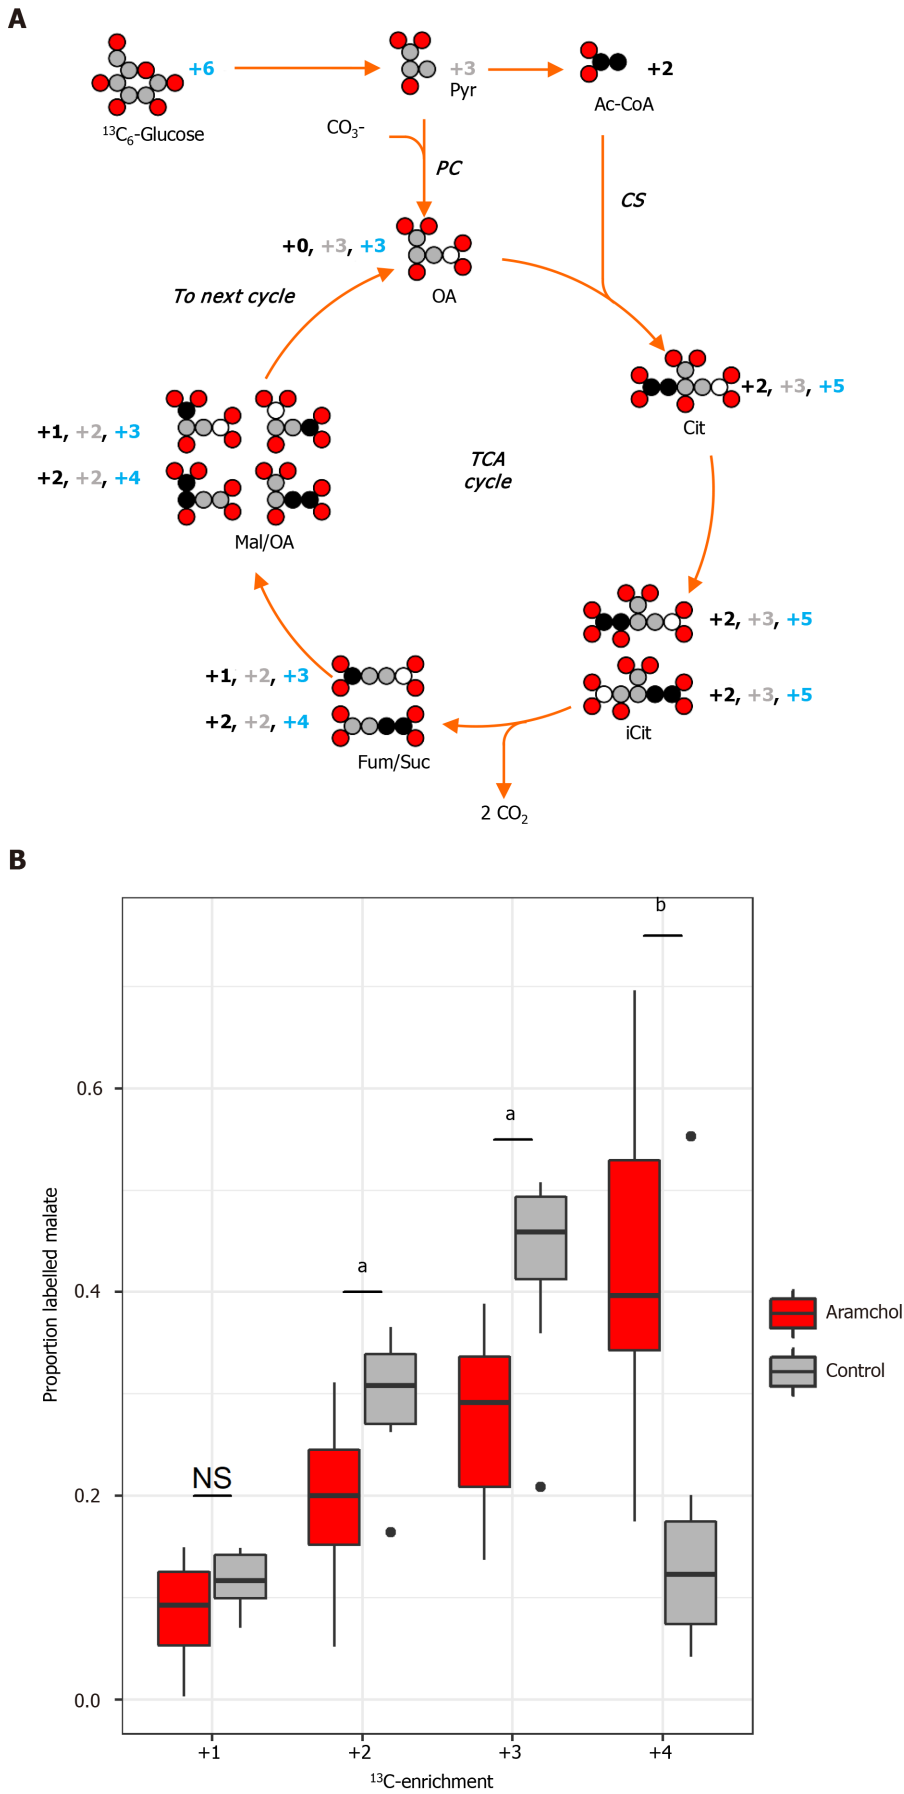 A
+6
+3
Pyr
+2
Ac-CoA
¹³C₆-Glucose
CO₃-
PC
CS
+0, +3, +3
OA
To next cycle
+2, +3, +5
Cit
+1, +2, +3
+2, +2, +4
Mal/OA
TCA
cycle
+2, +3, +5
+2, +3, +5
iCit
+1, +2, +3
+2, +2, +4
Fum/Suc
2 CO₂
B
b
a
a
NS
0.6
0.4
0.2
0.0
Proportion labelled malate
+1
+2
+3
+4
¹³C-enrichment
Aramchol
Control